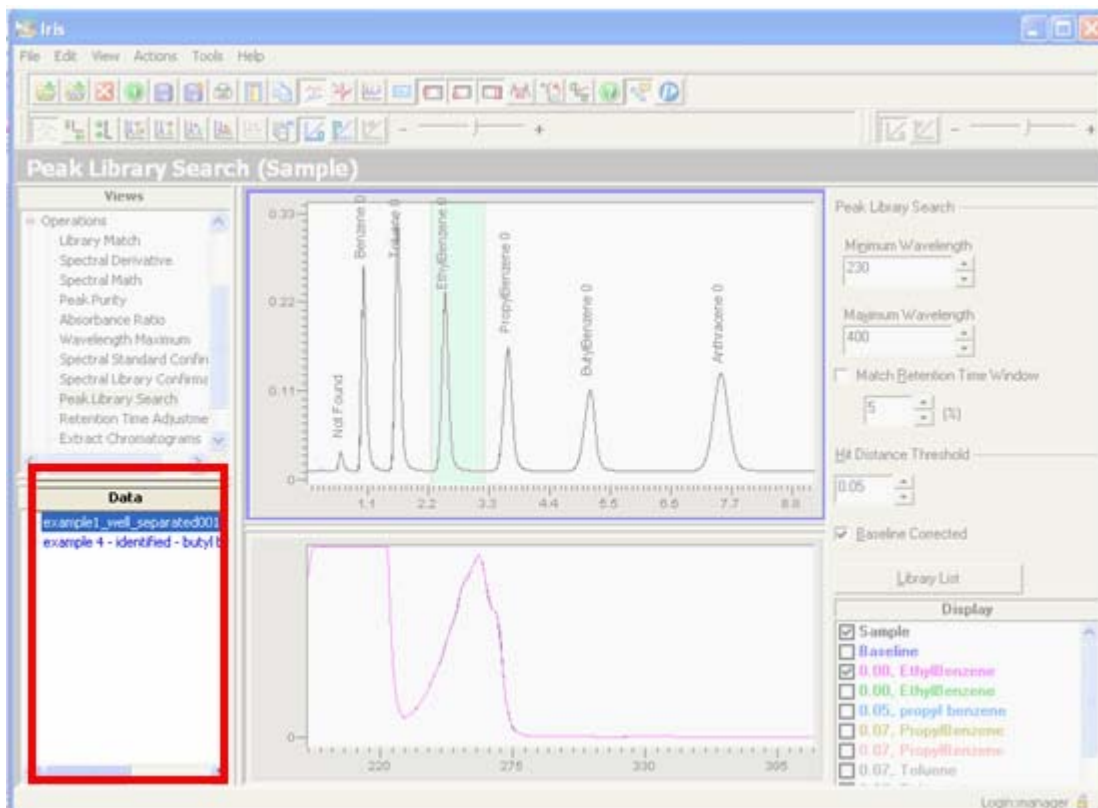 Iris
File Edit View Actions Tools Help
- +
- +
Peak Library Search (Sample)
Views
Operations
Library Match
Spectral Derivative
Spectral Math
Peak Purity
Absorbance Ratio
Wavelength Maximum
Spectral Standard Confir
Spectral Library Confirma
Peak Library Search
Retention Time Adjustme
Extract Chromatograms
Data
example1_well_separated001
example 4 - identified - butyl b
0.33
0.22
0.11
0
Not Found
Benzene 0
Toluene 0
EthylBenzene 0
PropylBenzene 0
ButylBenzene 0
Anthracene 0
1.1 2.2 3.3 4.4 5.5 6.6 7.7 8.8
0
220 275 330 385
Peak Library Search
Minimum Wavelength
230
Maximum Wavelength
400
Match Retention Time Window
5 (%)
Hit Distance Threshold
0.05
Baseline Corrected
Library List
Display
Sample
Baseline
0.00, EthylBenzene
0.00, EthylBenzene
0.05, propyl benzene
0.07, PropylBenzene
0.07, PropylBenzene
0.07, Toluene
Login:manager